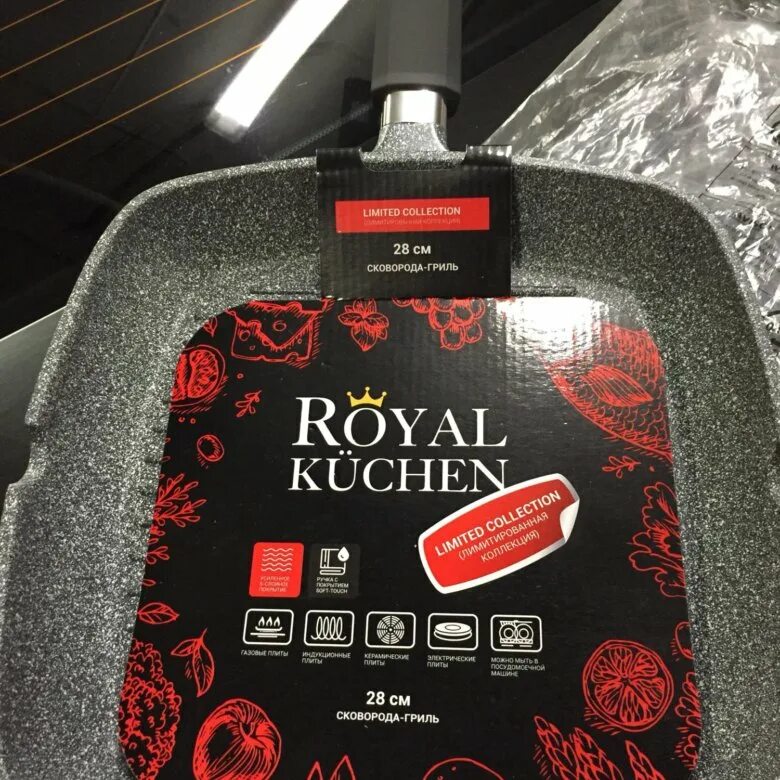 LIMITED COLLECTION
(ЛИМИТИРОВАННАЯ КОЛЛЕКЦИЯ)
28 см
СКОВОРОДА-ГРИЛЬ
ROYAL
KÜCHEN
LIMITED COLLECTION
(ЛИМИТИРОВАННАЯ
КОЛЛЕКЦИЯ)
УСИЛЕННОЕ
5-СЛОЙНОЕ
ПОКРЫТИЕ
РУЧКА С
ПОКРЫТИЕМ
SOFT-TOUCH
ГАЗОВЫЕ ПЛИТЫ
ИНДУКЦИОННЫЕ
ПЛИТЫ
КЕРАМИЧЕСКИЕ
ПЛИТЫ
ЭЛЕКТРИЧЕСКИЕ
ПЛИТЫ
МОЖНО МЫТЬ В
ПОСУДОМОЕЧНОЙ
МАШИНЕ
28 см
СКОВОРОДА-ГРИЛЬ